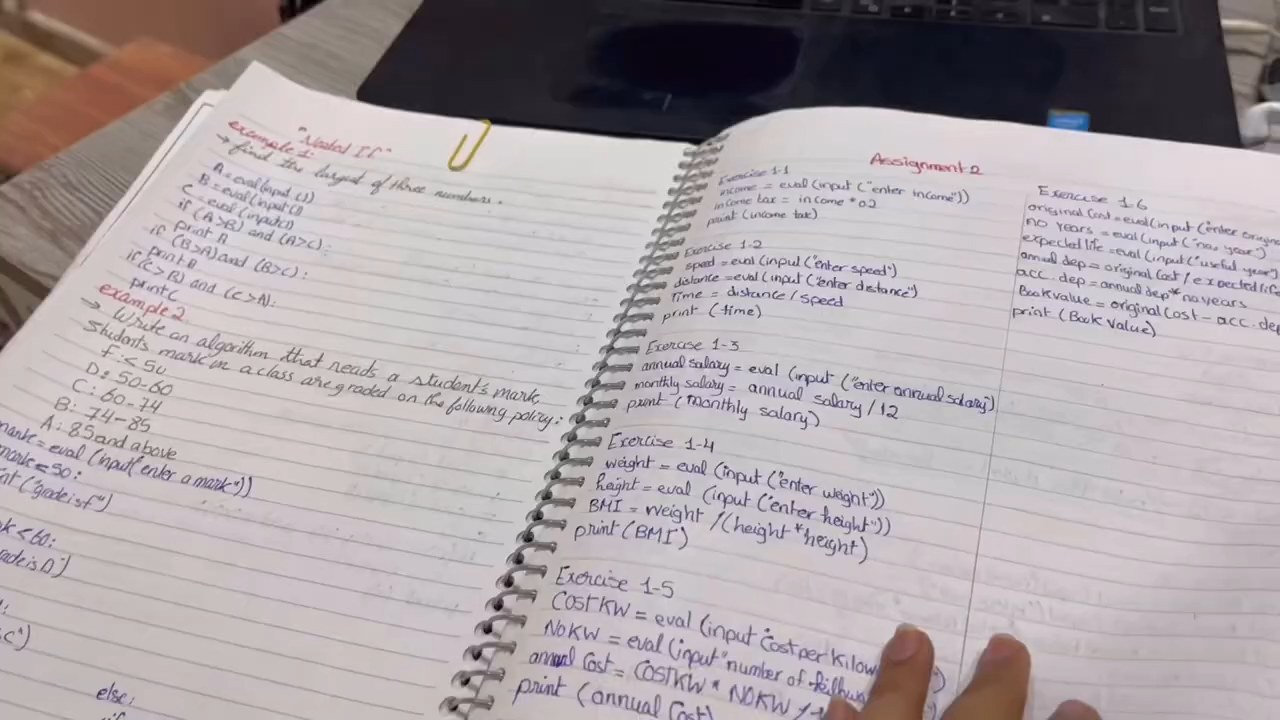 "Nested If"
example 1:
→ find the largest of three numbers.
A = eval(input())
B = eval(input())
C = eval(input())
if (A>B) and (A>C):
print A
if (B>A) and (B>C):
print B
if (C>B) and (C>A):
print C
example 2
→ Write an algorithm that reads a student's mark,
Students mark in a class are graded on the following policy:
F: < 50
D: 50-60
C: 60-74
B: 74-85
A: 85 and above
mark = eval (input("enter a mark"))
mark <= 50:
("grade is f")
<60:
else:
Assignment 2
Exercise 1-1
income = eval(input ("enter income"))
income tax = income * 0.2
print (income tax)
Exercise 1-2
speed = eval (input ("enter speed")
distance = eval (input ("enter distance")
Time = distance / speed
print (time)
Exercise 1-3
annual salary = eval (input ("enter annual salary)
monthly salary = annual salary / 12
print (monthly salary)
Exercise 1-4
weight = eval (input ("enter weight"))
height = eval (input ("enter height"))
BMI = weight / (height * height)
print (BMI)
Exercise 1-5
COSTKW = eval (input "Cost per
NOKW = eval (input "number of
annual Cost = COSTKW * NOKW
print (annual Cost)
Exercise 1-6
original Cost = eval(input ("enter
no years = eval (input ("no. year")
expected life = eval (input ("useful year")
annual dep = original Cost / expected life
acc. dep = annual dep * no years
Book value = original Cost - acc. dep
print (Book Value)